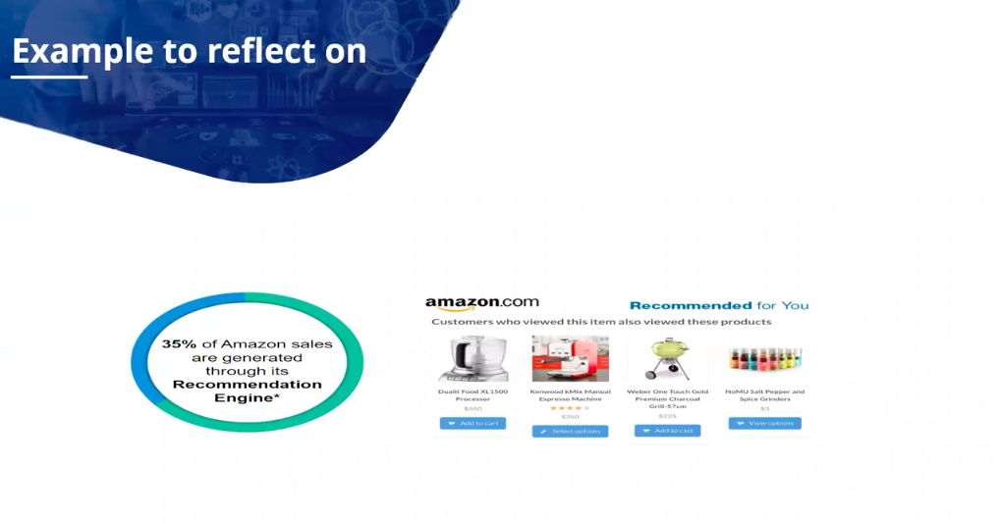 Example to reflect on
35% of Amazon sales
are generated
through its
Recommendation
Engine*
amazon.com
Recommended for You
Customers who viewed this item also viewed these products
Dualit Food XL1500
Processor
$560
Add to cart
Kenwood kMix Manual
Espresso Machine
$250
Select options
Weber One Touch Gold
Premium Charcoal
Grill-57cm
$225
Add to cart
NoMU Salt Pepper and
Spice Grinders
$3
View options